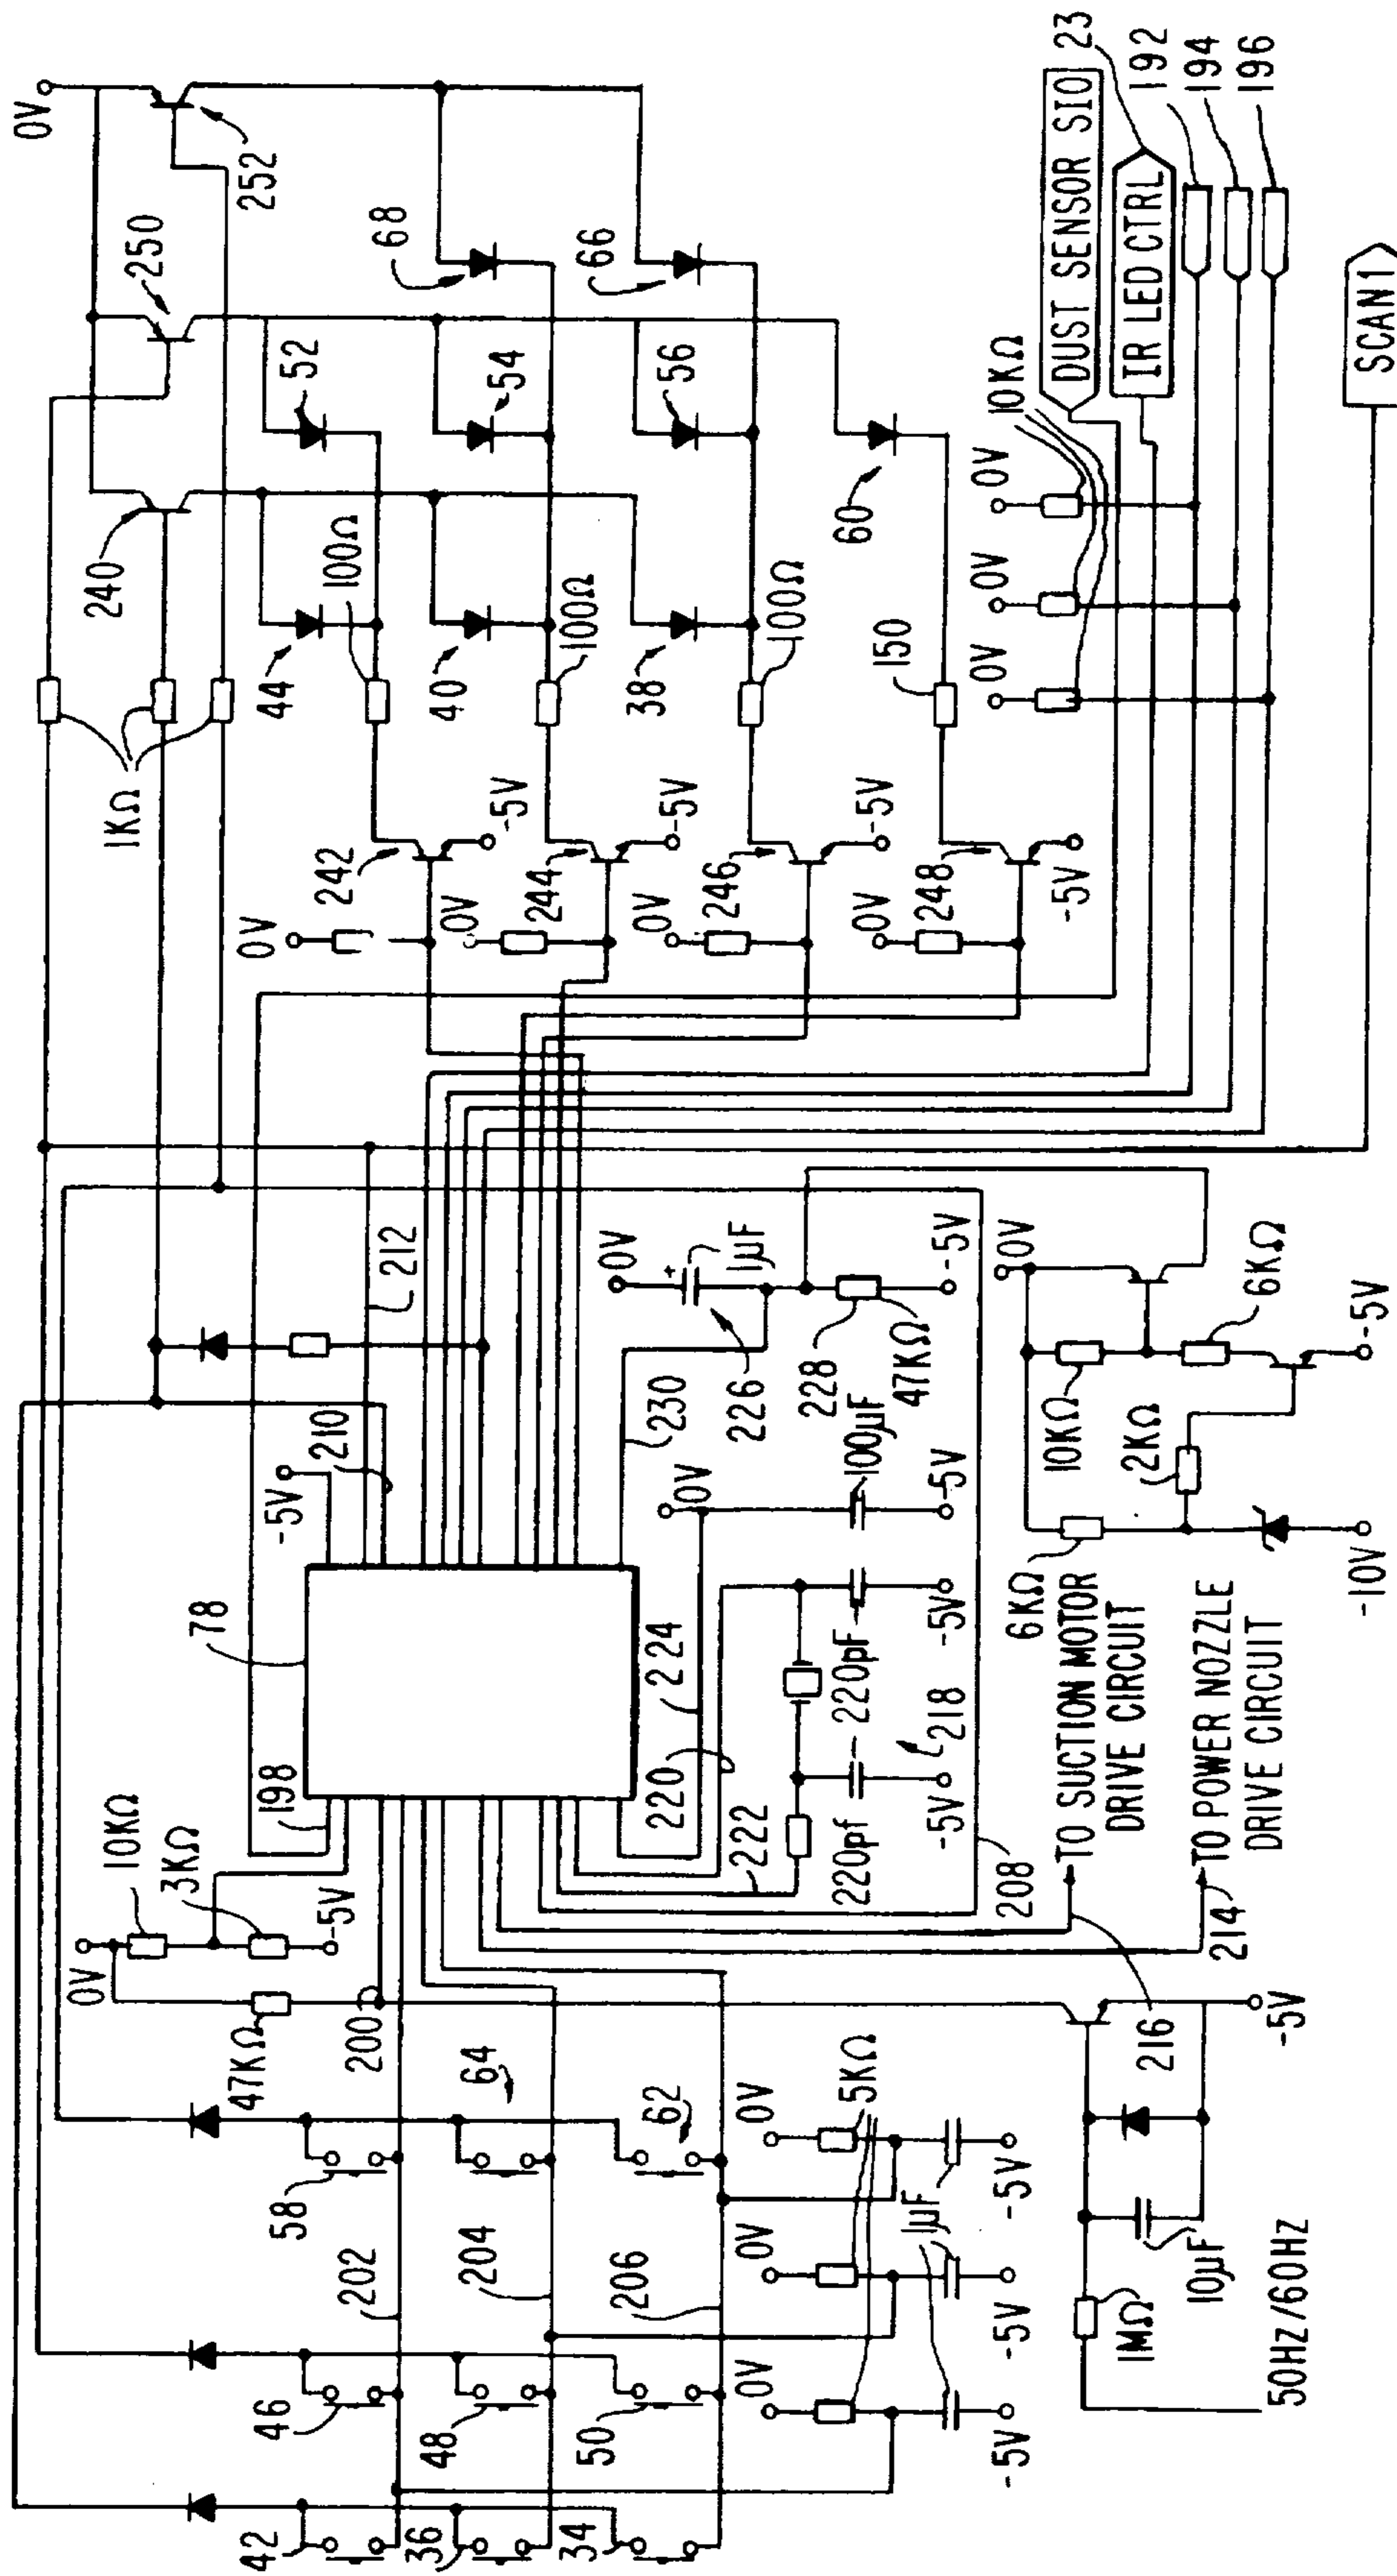 0V
252
250
240
1KΩ
68
66
52
54
56
60
44
40
38
100Ω
100Ω
100Ω
150
242
244
246
248
0V
0V
0V
0V
-5V
-5V
-5V
-5V
10KΩ
0V
0V
0V
DUST SENSOR SIO
IR LED CTRL
23
192
194
196
SCAN1
78
198
-5V
210
212
10KΩ
3KΩ
0V
-5V
47KΩ
200
58
64
62
202
204
206
46
48
50
42
36
34
220
222
224
230
226
228
0V
1µF
47KΩ
-5V
0V
100µF
-5V
220pF
220pf
218
-5V
-5V
208
0V
0V
0V
5KΩ
1µF
-5V
-5V
-5V
TO SUCTION MOTOR
DRIVE CIRCUIT
216
TO POWER NOZZLE
DRIVE CIRCUIT
214
0V
10KΩ
6KΩ
2KΩ
6KΩ
-5V
-10V
-5V
10µF
1MΩ
50HZ/60HZ